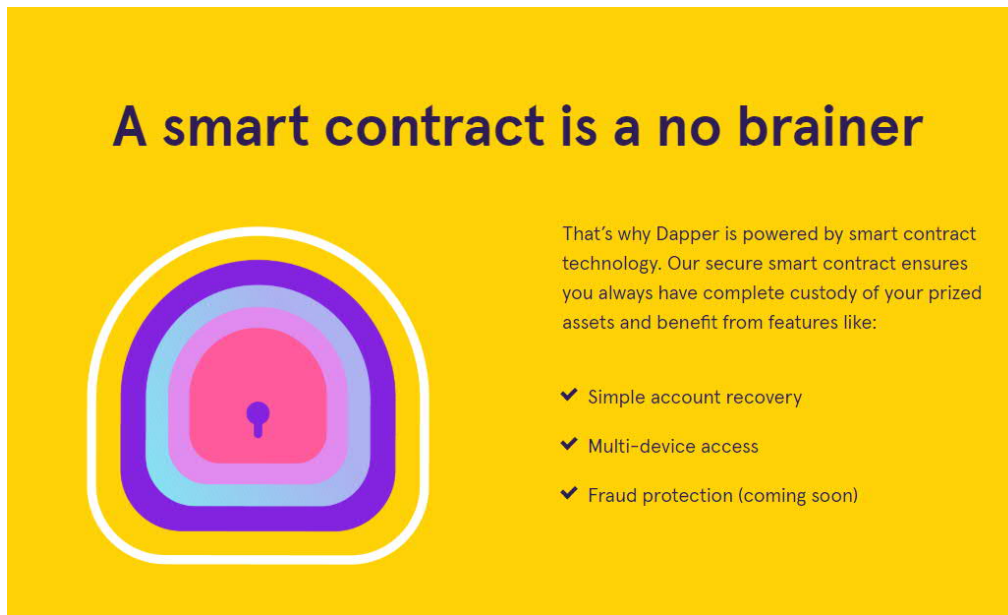 A smart contract is a no brainer
That’s why Dapper is powered by smart contract
technology. Our secure smart contract ensures
you always have complete custody of your prized
assets and benefit from features like:
Simple account recovery
Multi-device access
Fraud protection (coming soon)